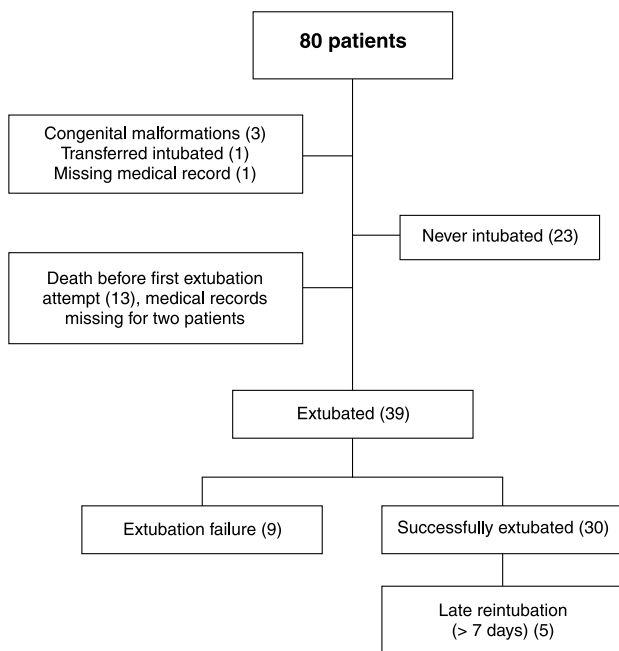 80 patients
Congenital malformations (3)
Transferred intubated (1)
Missing medical record (1)
Never intubated (23)
Death before first extubation
attempt (13), medical records
missing for two patients
Extubated (39)
Extubation failure (9)
Successfully extubated (30)
Late reintubation
(> 7 days) (5)